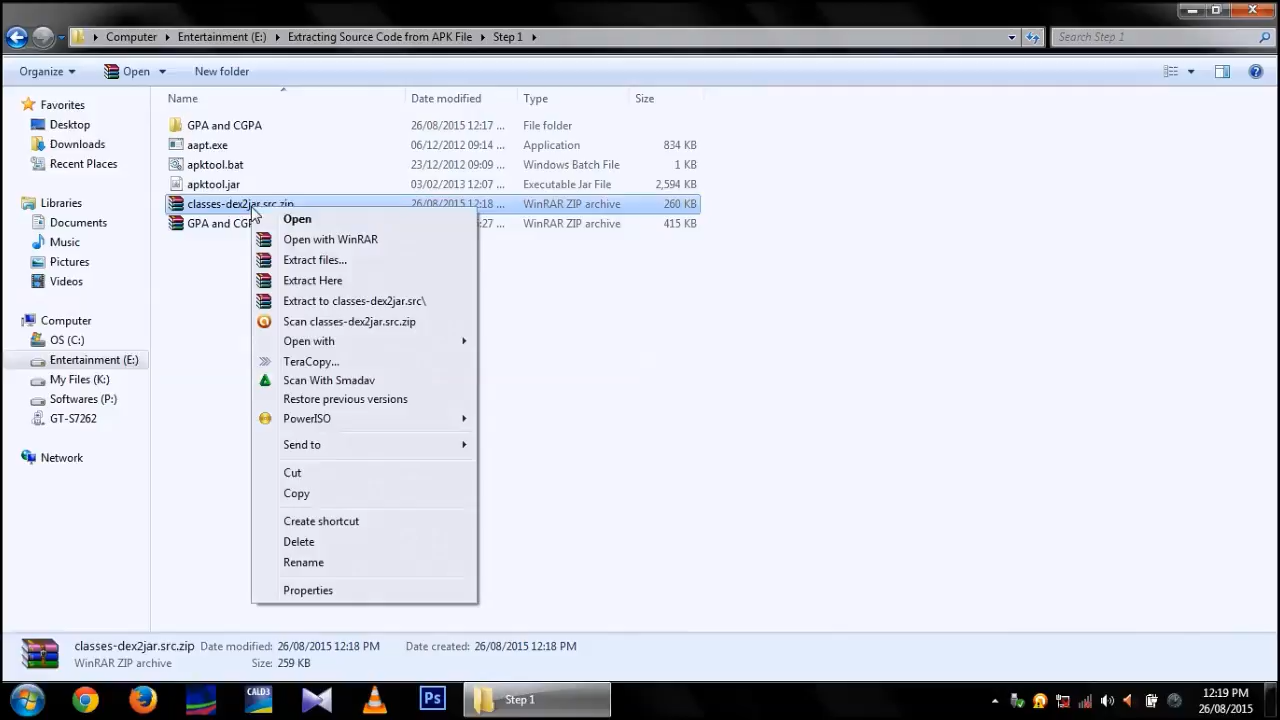 Computer Entertainment (E:) Extracting Source Code from APK File Step 1 Search Step 1
Organize Open New folder
Name Date modified Type Size
Favorites
Desktop
Downloads
Recent Places
Libraries
Documents
Music
Pictures
Videos
Computer
OS (C:)
Entertainment (E:)
My Files (K:)
Softwares (P:)
GT-S7262
Network
GPA and CGPA 26/08/2015 12:17 ... File folder
aapt.exe 06/12/2012 09:14 ... Application 834 KB
apktool.bat 23/12/2012 09:09 ... Windows Batch File 1 KB
apktool.jar 03/02/2013 12:07 ... Executable Jar File 2,594 KB
classes-dex2jar.src.zip 26/08/2015 12:18 ... WinRAR ZIP archive 260 KB
GPA and CGP :27 ... WinRAR ZIP archive 415 KB
Open
Open with WinRAR
Extract files...
Extract Here
Extract to classes-dex2jar.src\
Scan classes-dex2jar.src.zip
Open with
TeraCopy...
Scan With Smadav
Restore previous versions
PowerISO
Send to
Cut
Copy
Create shortcut
Delete
Rename
Properties
classes-dex2jar.src.zip Date modified: 26/08/2015 12:18 PM Date created: 26/08/2015 12:18 PM
WinRAR ZIP archive Size: 259 KB
CALD3 Ps Step 1 12:19 PM
26/08/2015